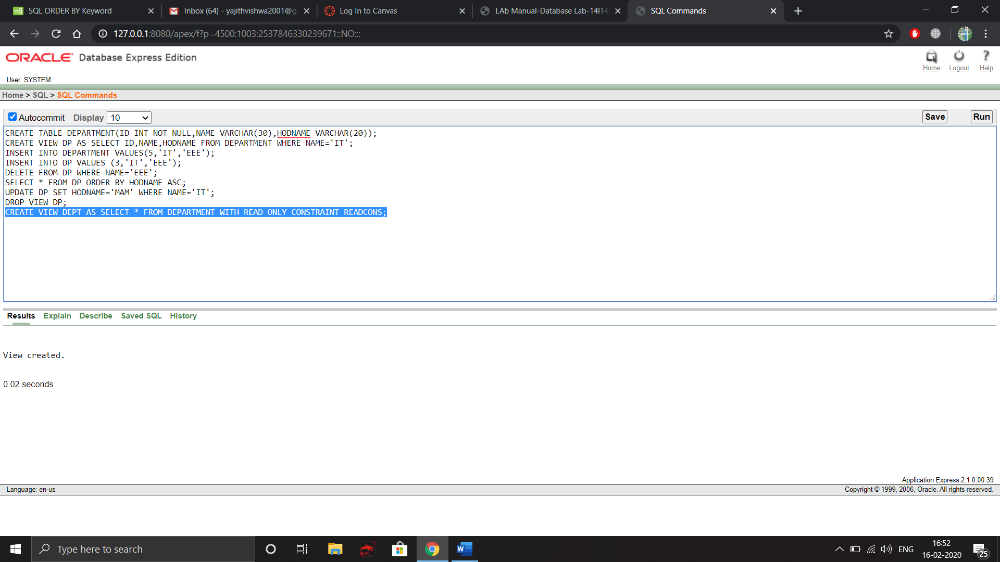 SQL ORDER BY Keyword
Inbox (64) - yajithvishwa2001@g
Log In to Canvas
LAb Manual-Database Lab-14IT4
SQL Commands
127.0.0.1:8080/apex/f?p=4500:1003:2537846330239671::NO:::
ORACLE Database Express Edition
Home
Logout
Help
User: SYSTEM
Home > SQL > SQL Commands
Autocommit Display 10
Save
Run
CREATE TABLE DEPARTMENT(ID INT NOT NULL,NAME VARCHAR(30),HODNAME VARCHAR(20));
CREATE VIEW DP AS SELECT ID,NAME,HODNAME FROM DEPARTMENT WHERE NAME='IT';
INSERT INTO DEPARTMENT VALUES(5,'IT','EEE');
INSERT INTO DP VALUES (3,'IT','EEE');
DELETE FROM DP WHERE NAME='EEE';
SELECT * FROM DP ORDER BY HODNAME ASC;
UPDATE DP SET HODNAME='MAM' WHERE NAME='IT';
DROP VIEW DP;
CREATE VIEW DEPT AS SELECT * FROM DEPARTMENT WITH READ ONLY CONSTRAINT READCONS;
Results Explain Describe Saved SQL History
View created.
0.02 seconds
Application Express 2.1.0.00.39
Language: en-us
Copyright © 1999, 2006, Oracle. All rights reserved.
Type here to search
ENG
16:52
16-02-2020
25